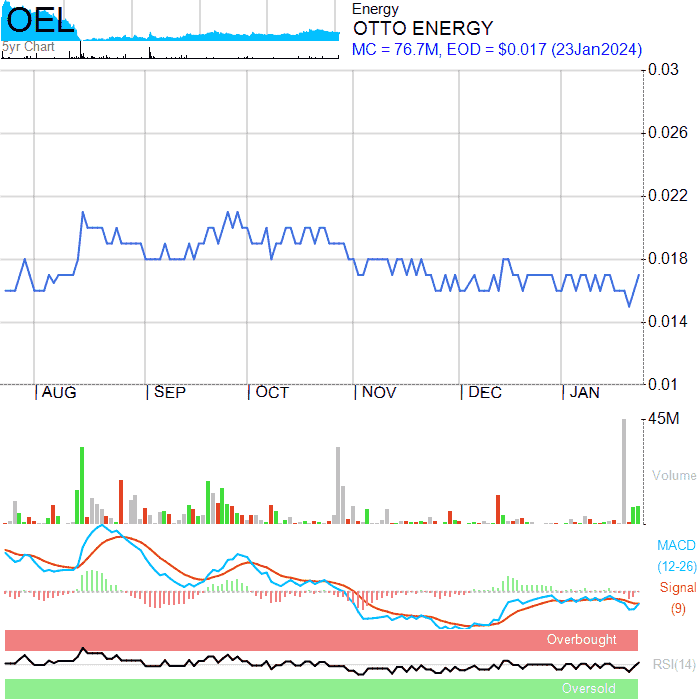 OEL
5yr Chart
Energy
OTTO ENERGY
MC = 76.7M, EOD = $0.017 (23Jan2024)
0.03
0.026
0.022
0.018
0.014
0.01
AUG SEP OCT NOV DEC JAN
45M
Volume
MACD
(12-26)
Signal
(9)
Overbought
RSI(14)
Oversold